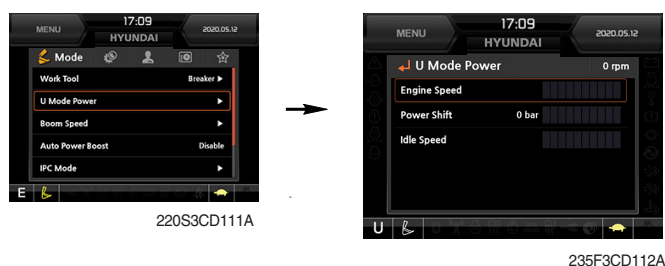 MENU
17:09
2020.05.12
HYUNDAI
Mode
Work Tool Breaker ▶
U Mode Power ▶
Boom Speed ▶
Auto Power Boost Disable
IPC Mode ▶
E
220S3CD111A
MENU
17:09
2020.05.12
HYUNDAI
U Mode Power 0 rpm
Engine Speed
Power Shift 0 bar
Idle Speed
U
235F3CD112A